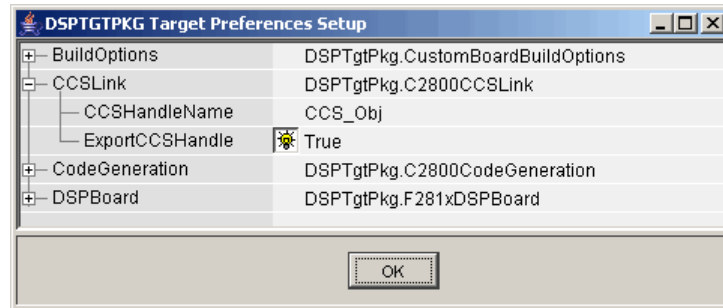 DSPTGTPKG Target Preferences Setup
BuildOptions DSPTgtPkg.CustomBoardBuildOptions
CCSLink DSPTgtPkg.C2800CCSLink
CCSHandleName CCS_Obj
ExportCCSHandle True
CodeGeneration DSPTgtPkg.C2800CodeGeneration
DSPBoard DSPTgtPkg.F281xDSPBoard
OK